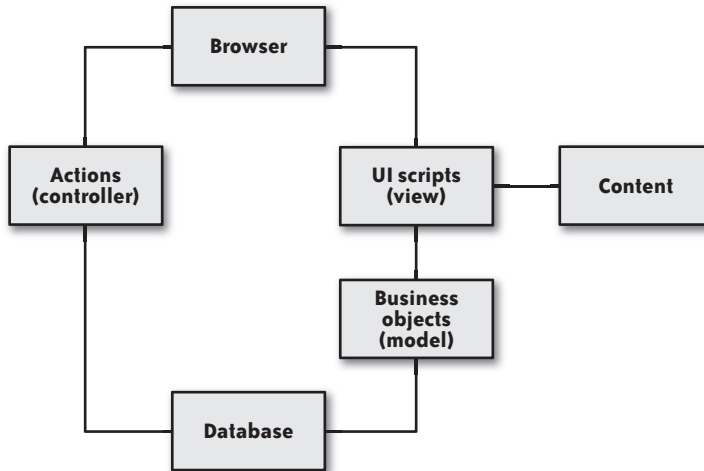 Browser
Actions
(controller)
UI scripts
(view)
Content
Business
objects
(model)
Database